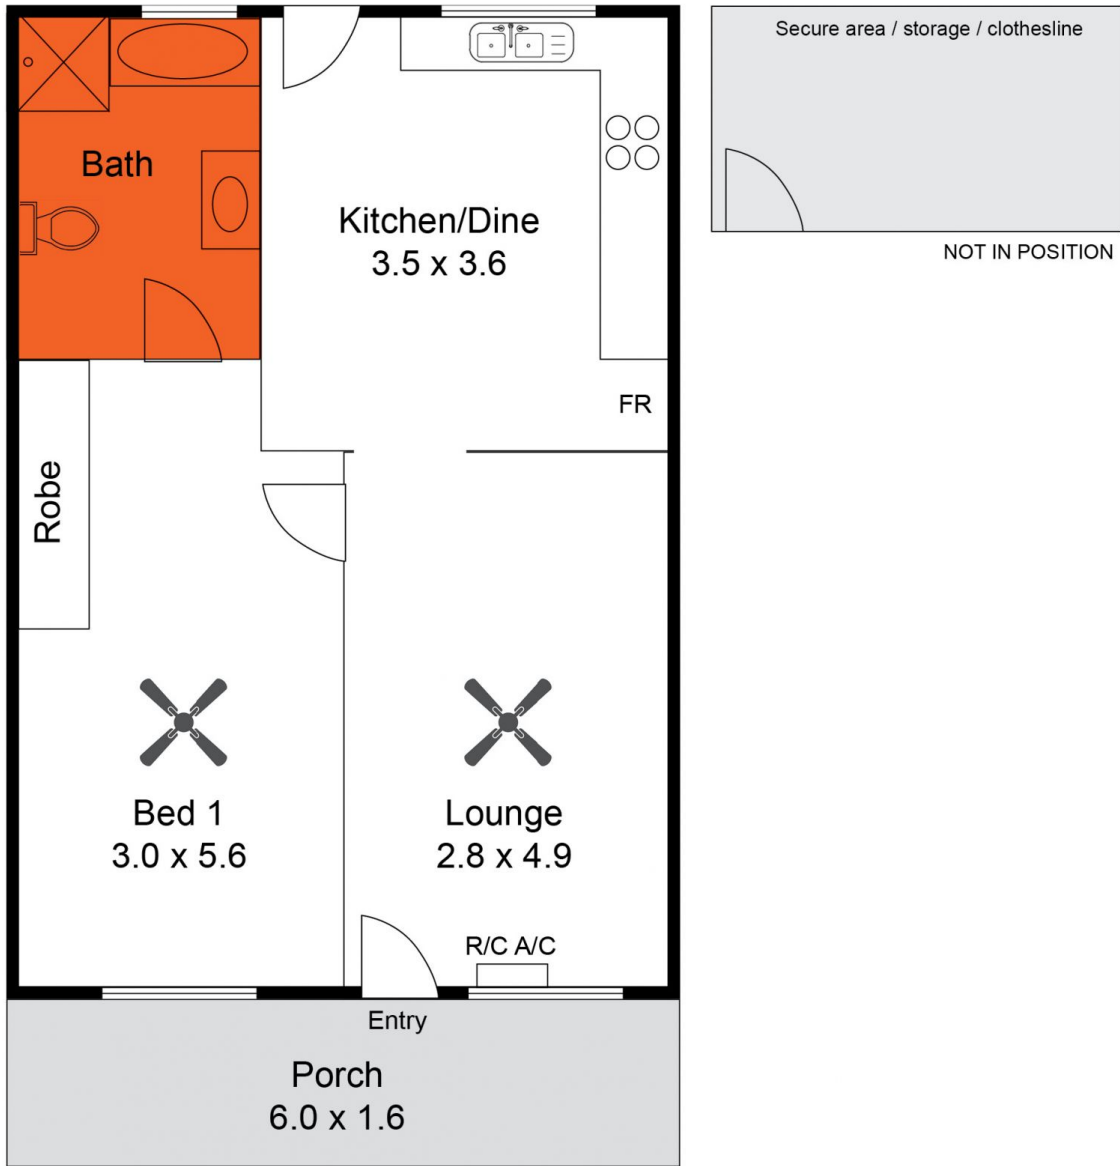 Secure area / storage / clothesline
NOT IN POSITION
Bath
Kitchen/Dine
3.5 x 3.6
FR
Robe
Bed 1
3.0 x 5.6
Lounge
2.8 x 4.9
R/C A/C
Entry
Porch
6.0 x 1.6